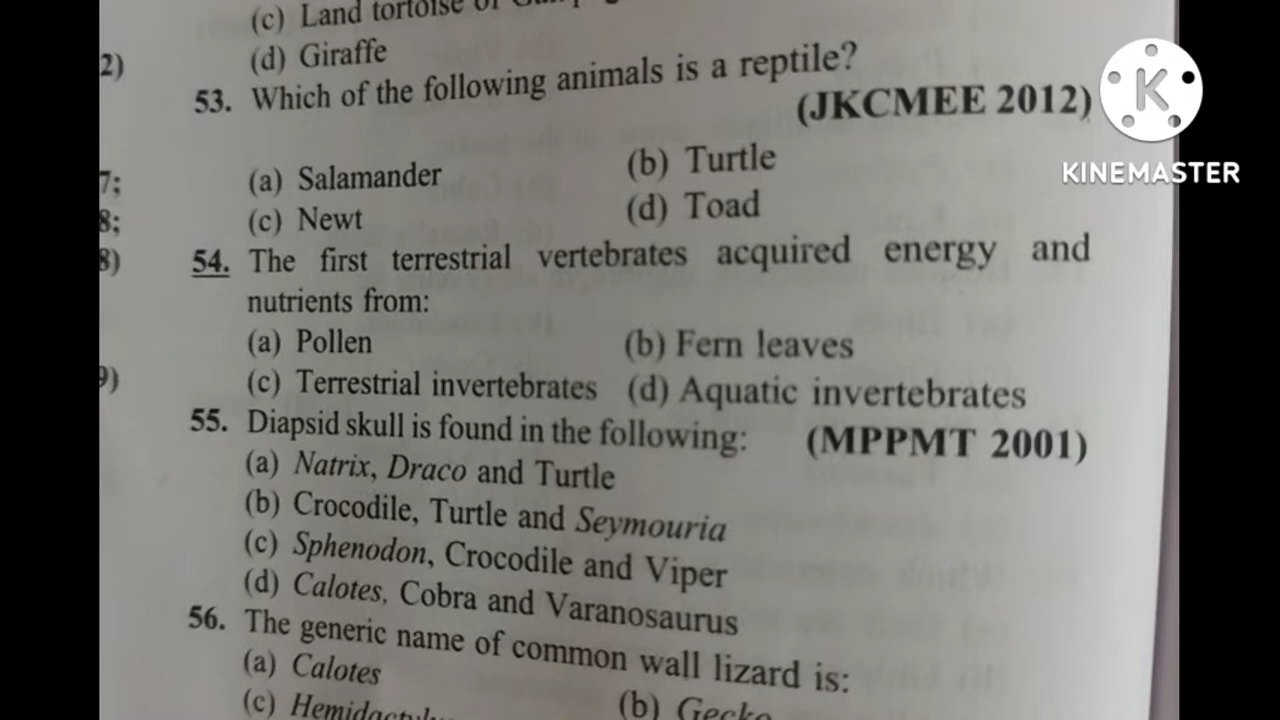 (c) Land tortoise of
(d) Giraffe
2)
53. Which of the following animals is a reptile?
(JKCMEE 2012)
K
KINEMASTER
7;
(a) Salamander (b) Turtle
8;
(c) Newt (d) Toad
8)
54. The first terrestrial vertebrates acquired energy and
nutrients from:
(a) Pollen (b) Fern leaves
9)
(c) Terrestrial invertebrates (d) Aquatic invertebrates
55. Diapsid skull is found in the following: (MPPMT 2001)
(a) Natrix, Draco and Turtle
(b) Crocodile, Turtle and Seymouria
(c) Sphenodon, Crocodile and Viper
(d) Calotes, Cobra and Varanosaurus
56. The generic name of common wall lizard is:
(a) Calotes
(b) Gecko
(c)